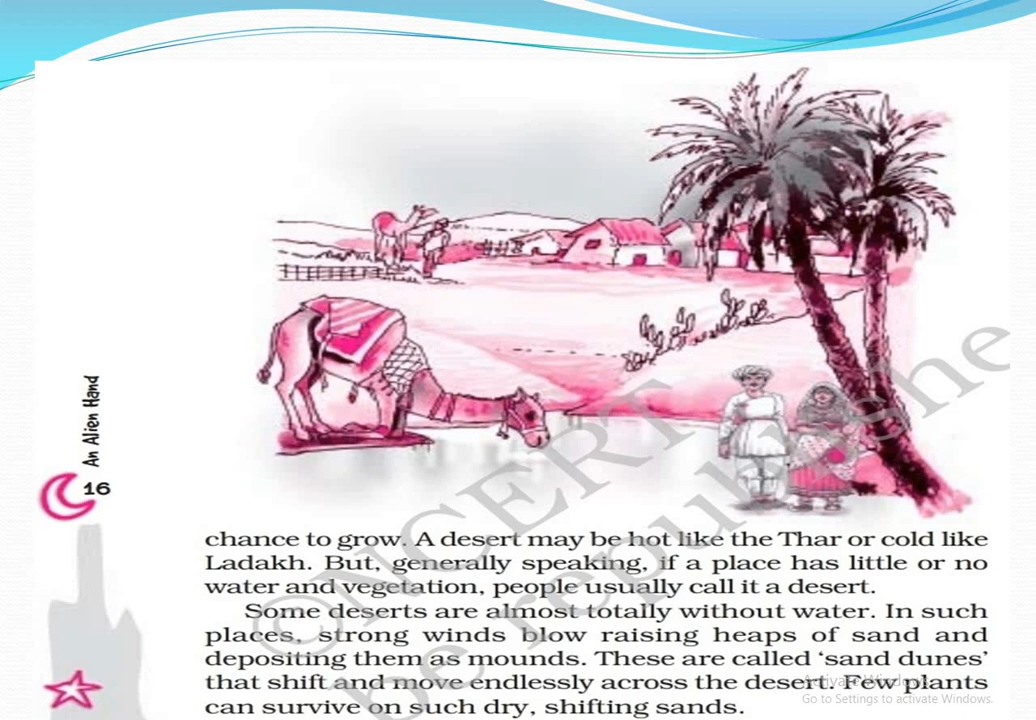 An Alien Hand
16
chance to grow. A desert may be hot like the Thar or cold like
Ladakh. But, generally speaking, if a place has little or no
water and vegetation, people usually call it a desert.
Some deserts are almost totally without water. In such
places, strong winds blow raising heaps of sand and
depositing them as mounds. These are called ‘sand dunes’
that shift and move endlessly across the desert. Few plants
can survive on such dry, shifting sands.
©NCERT
be republishe
Activate Windows
Go to Settings to activate Windows.